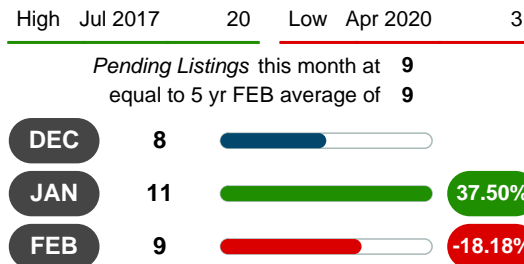 High Jul 2017 20 Low Apr 2020 3
Pending Listings this month at 9
equal to 5 yr FEB average of 9
DEC 8
JAN 11 37.50%
FEB 9 -18.18%